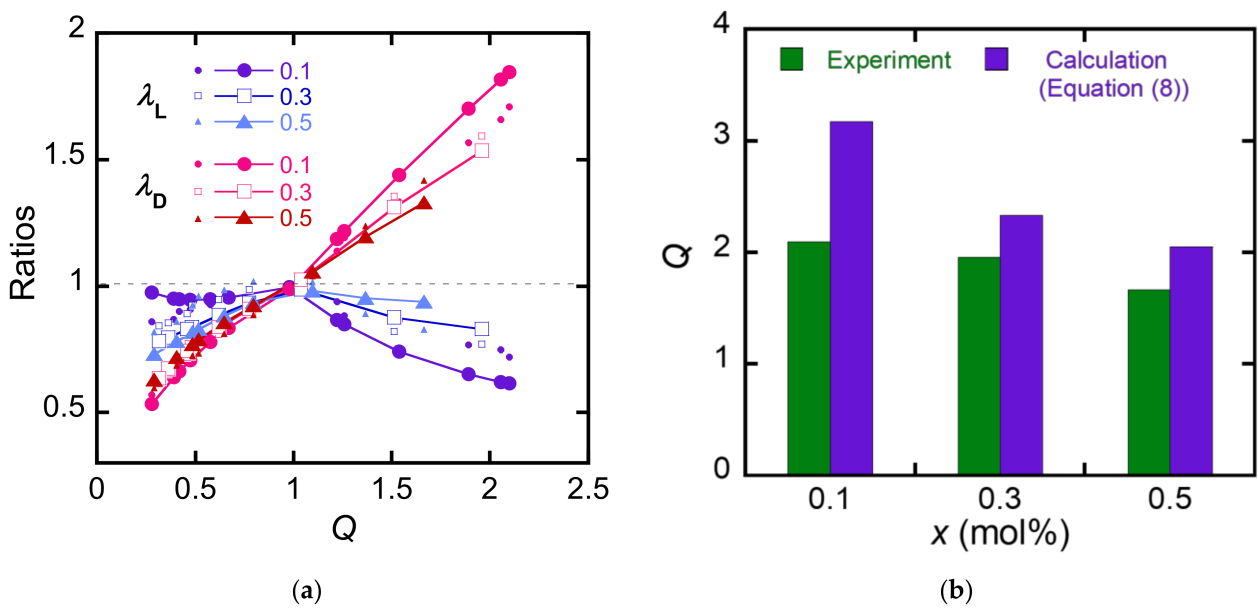 2
1.5
1
0.5
Ratios
0 0.5 1 1.5 2 2.5
Q
λL
0.1
0.3
0.5
λD
0.1
0.3
0.5
(a)
4
3
2
1
0
Q
Experiment
Calculation
(Equation (8))
0.1 0.3 0.5
x (mol%)
(b)